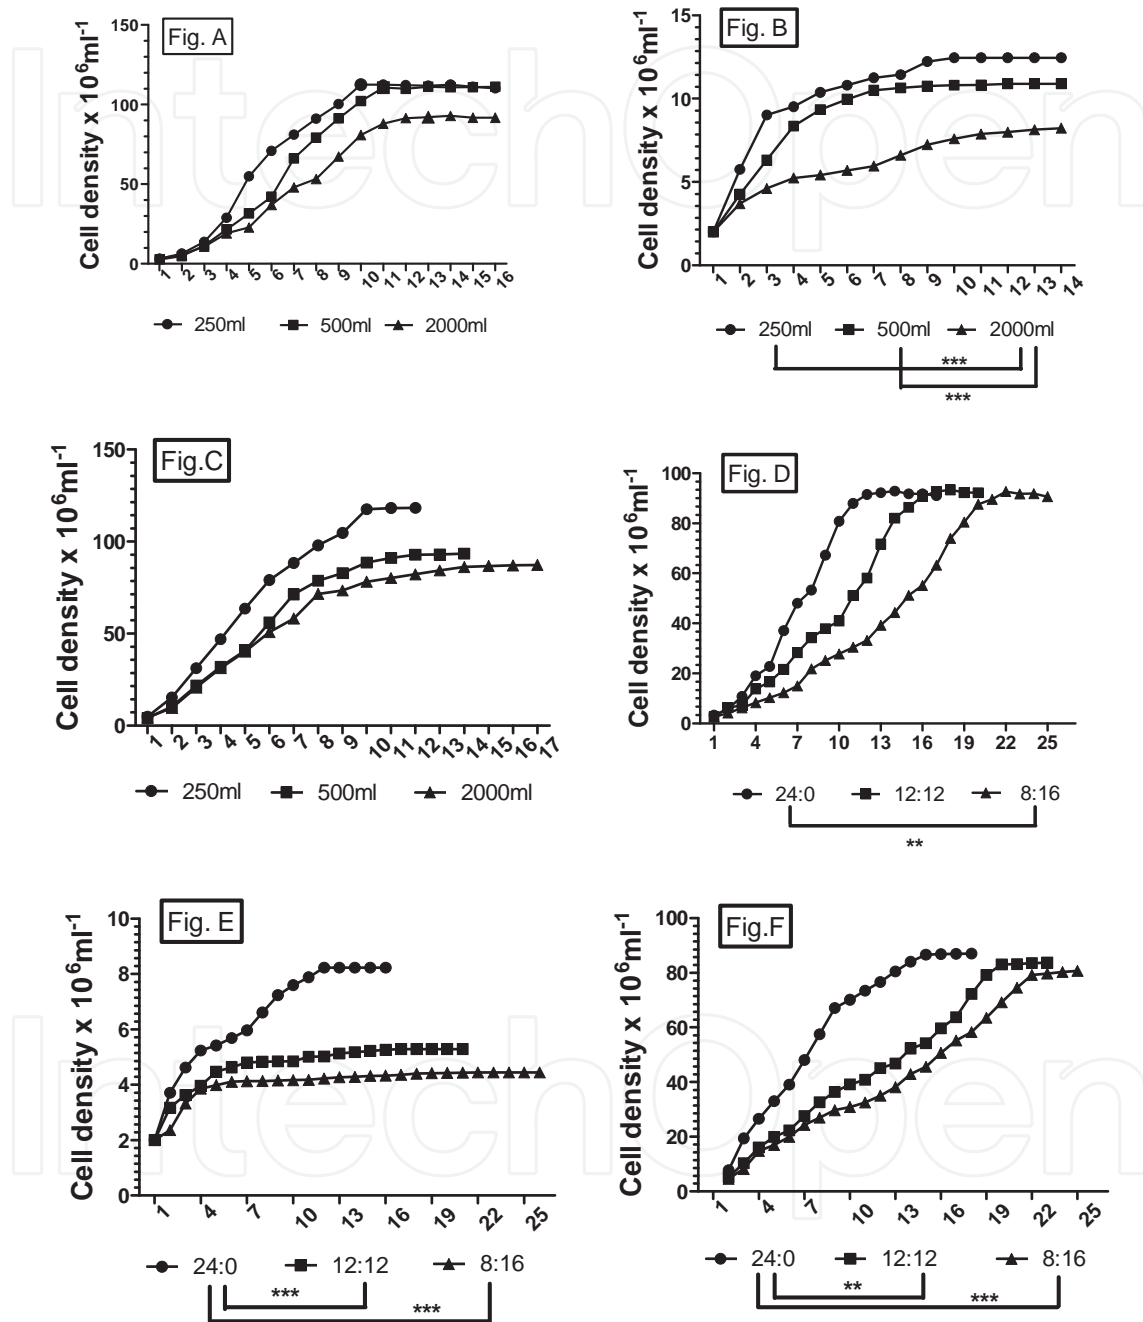 Fig. A
Cell density x 10⁶ml⁻¹
150
100
50
0
1 2 3 4 5 6 7 8 9 10 11 12 13 14 15 16
250ml 500ml 2000ml
Fig. B
Cell density x 10⁶ml⁻¹
15
10
5
0
1 2 3 4 5 6 7 8 9 10 11 12 13 14
250ml 500ml 2000ml
***
***
Fig.C
Cell density x 10⁶ml⁻¹
150
100
50
0
1 2 3 4 5 6 7 8 9 10 11 12 13 14 15 16 17
250ml 500ml 2000ml
Fig. D
Cell density x 10⁶ml⁻¹
100
80
60
40
20
0
1 4 7 10 13 16 19 22 25
24:0 12:12 8:16
**
Fig. E
Cell density x 10⁶ml⁻¹
10
8
6
4
2
0
1 4 7 10 13 16 19 22 25
24:0 12:12 8:16
***
***
Fig.F
Cell density x 10⁶ml⁻¹
100
80
60
40
20
0
1 4 7 10 13 16 19 22 25
24:0 12:12 8:16
**
***
IntechOpen
IntechOpen